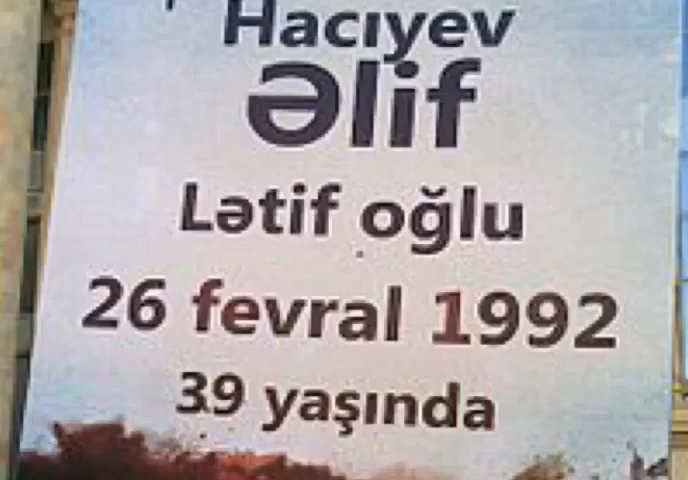 Hacıyev
Əlif
Lətif oğlu
26 fevral 1992
39 yaşında